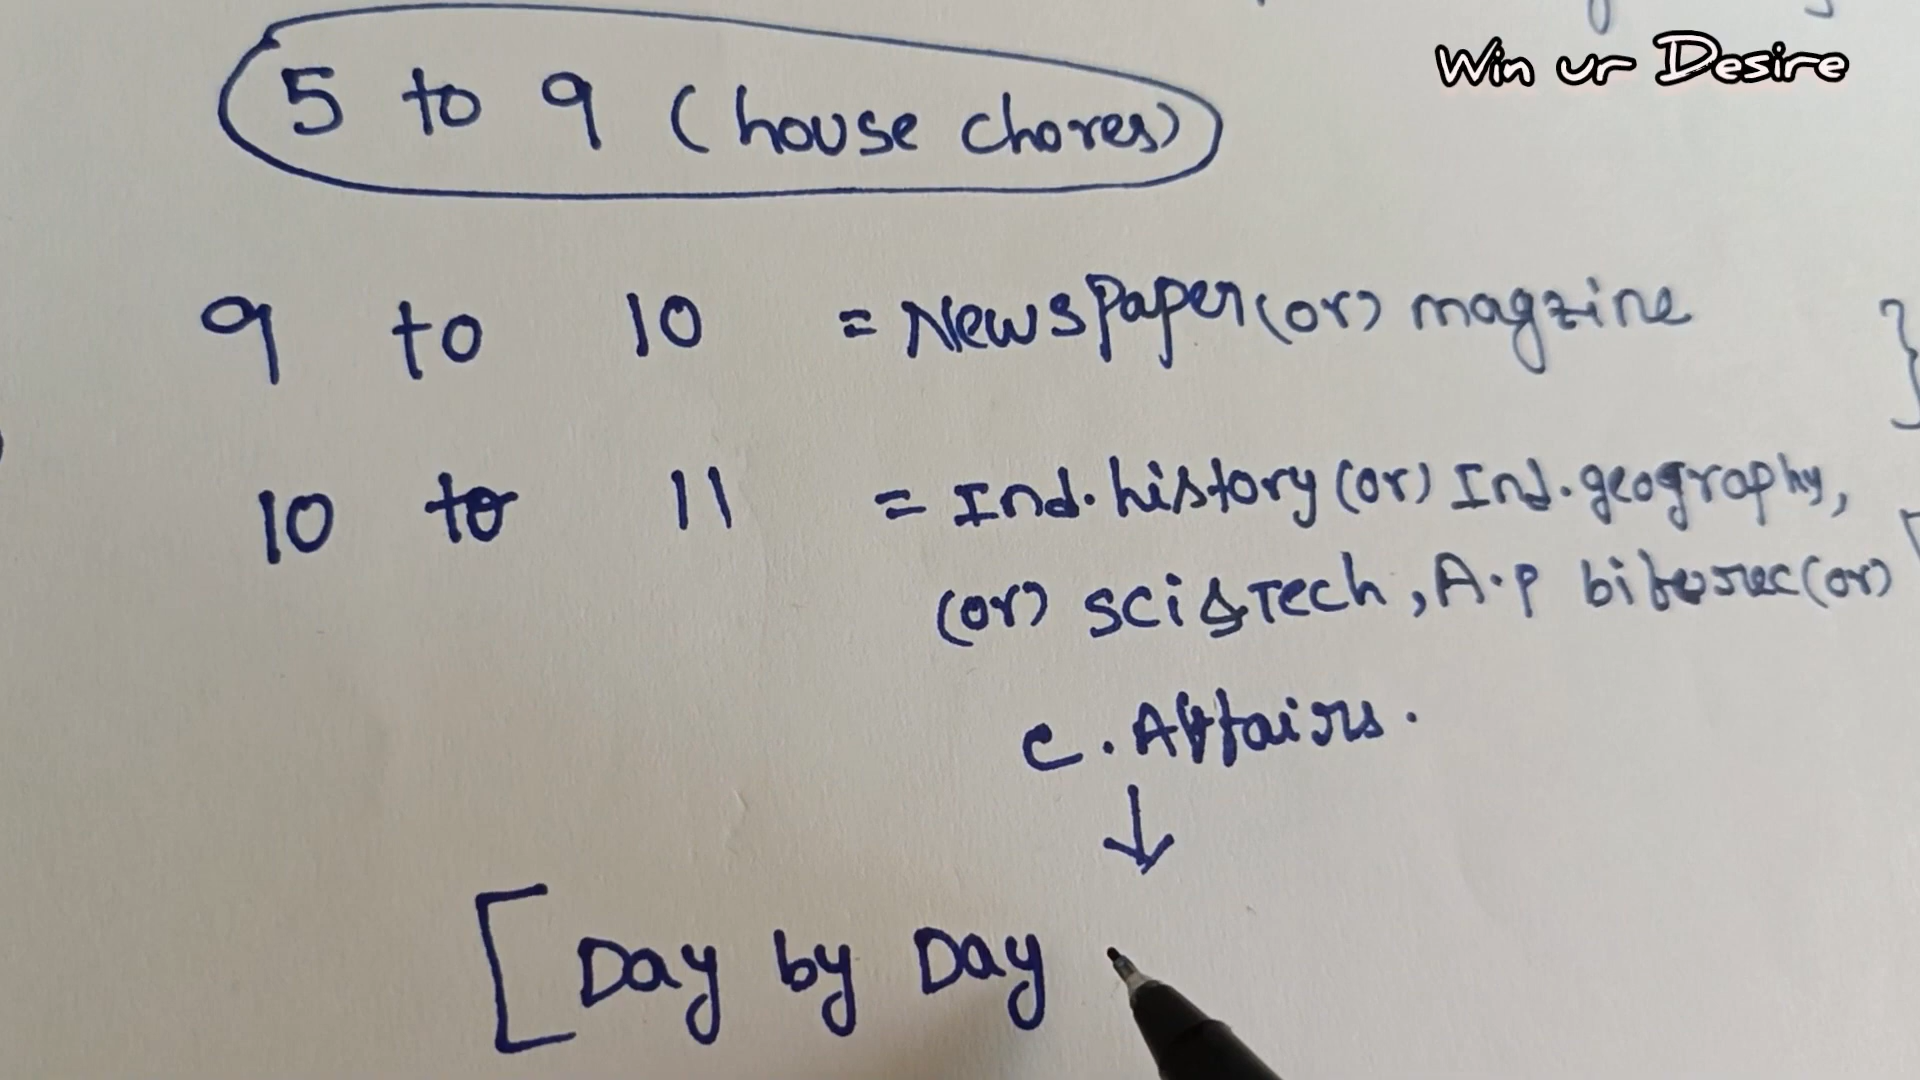 Win ur Desire
5 to 9 (house chores)
9 to 10 = Newspaper (or) magzine
10 to 11 = Ind. history (or) Ind. geography,
(or) sci & Tech, A.p (or)
c. Affairs.
[ Day by Day